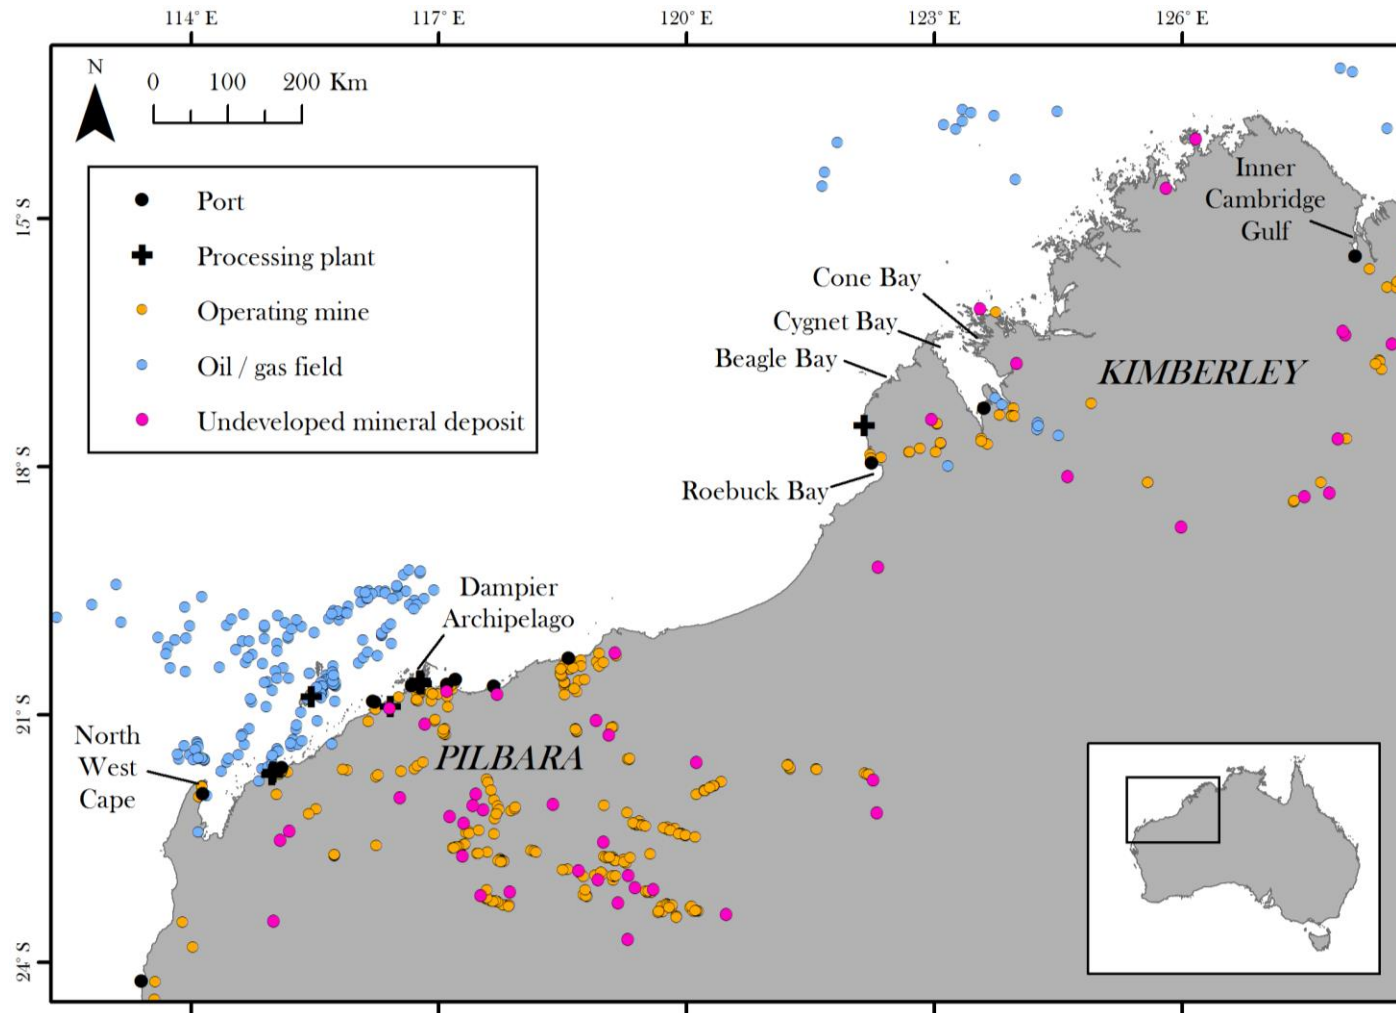 114° E
117° E
120° E
123° E
126° E
N
0 100 200 Km
Port
Processing plant
Operating mine
Oil / gas field
Undeveloped mineral deposit
15° S
18° S
21° S
24° S
Inner
Cambridge
Gulf
Cone Bay
Cygnet Bay
Beagle Bay
KIMBERLEY
Roebuck Bay
Dampier
Archipelago
North
West
Cape
PILBARA